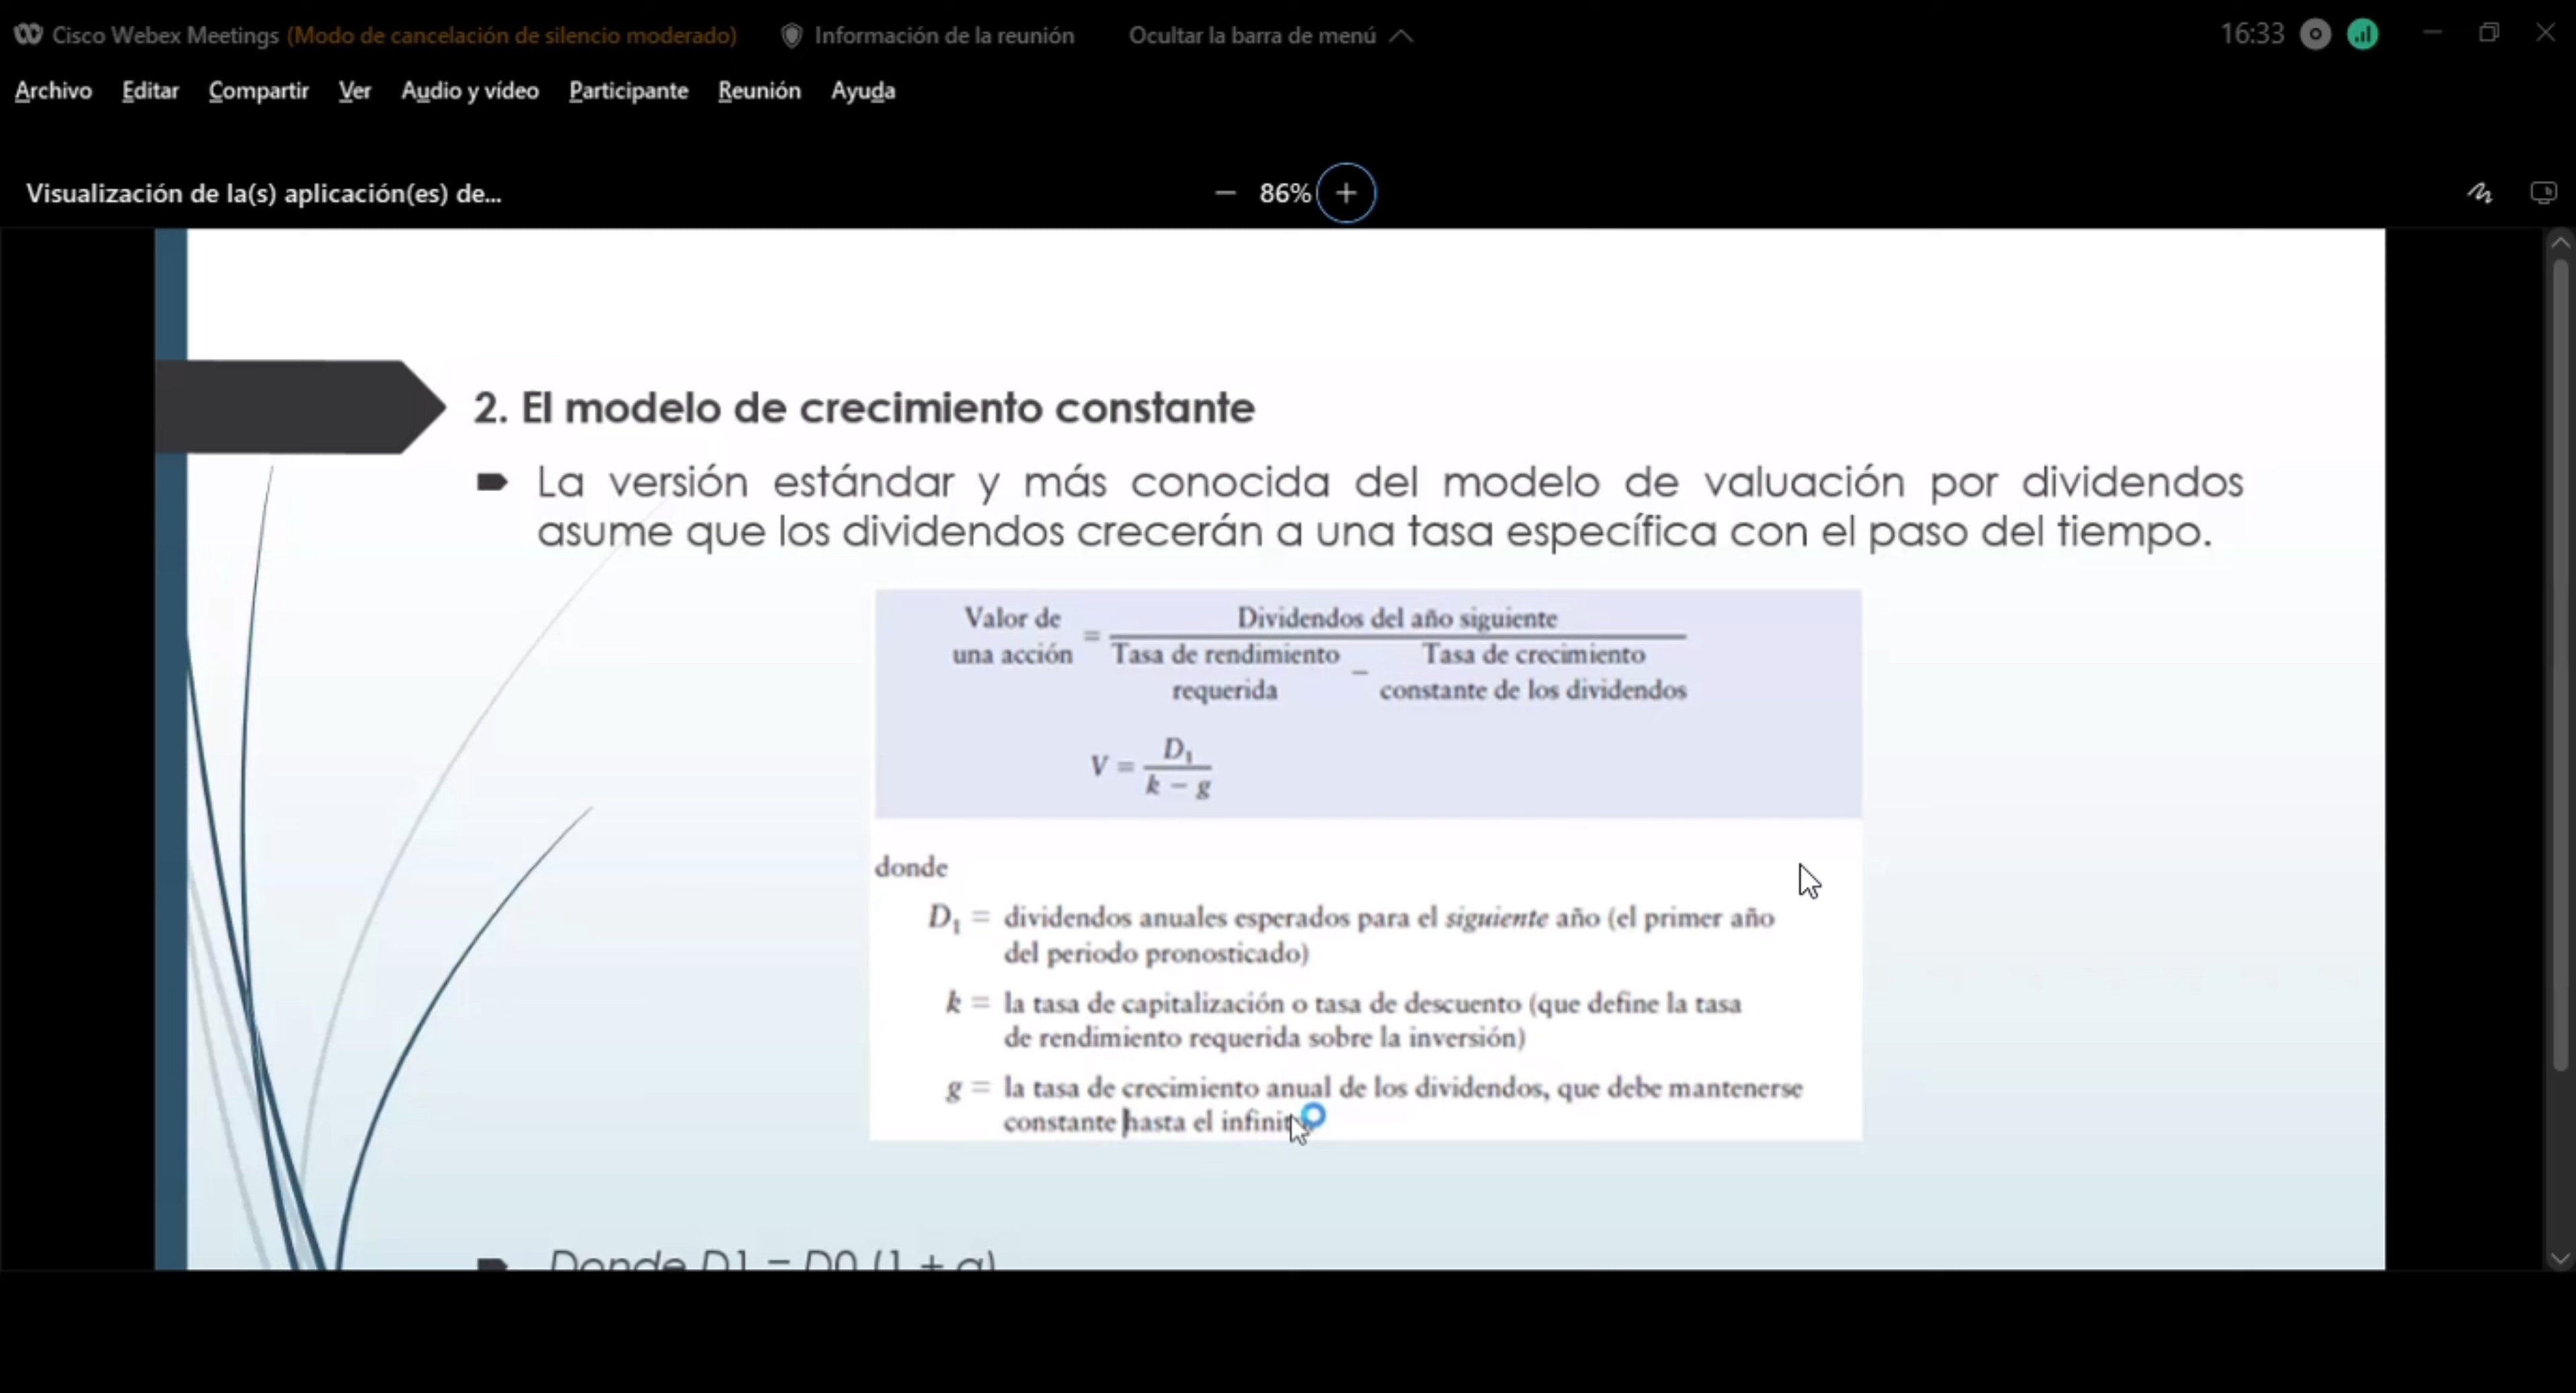 Cisco Webex Meetings (Modo de cancelación de silencio moderado) Información de la reunión Ocultar la barra de menú 16:33
Archivo Editar Compartir Ver Audio y vídeo Participante Reunión Ayuda
Visualización de la(s) aplicación(es) de... − 86% +
2. El modelo de crecimiento constante
La versión estándar y más conocida del modelo de valuación por dividendos
asume que los dividendos crecerán a una tasa específica con el paso del tiempo.
Valor de una acción = Dividendos del año siguiente / Tasa de rendimiento requerida − Tasa de crecimiento constante de los dividendos
V = D₁ / k − g
donde
D₁ = dividendos anuales esperados para el siguiente año (el primer año
del periodo pronosticado)
k = la tasa de capitalización o tasa de descuento (que define la tasa
de rendimiento requerida sobre la inversión)
g = la tasa de crecimiento anual de los dividendos, que debe mantenerse
constante hasta el
Donde D1 = D0 (1 + g)